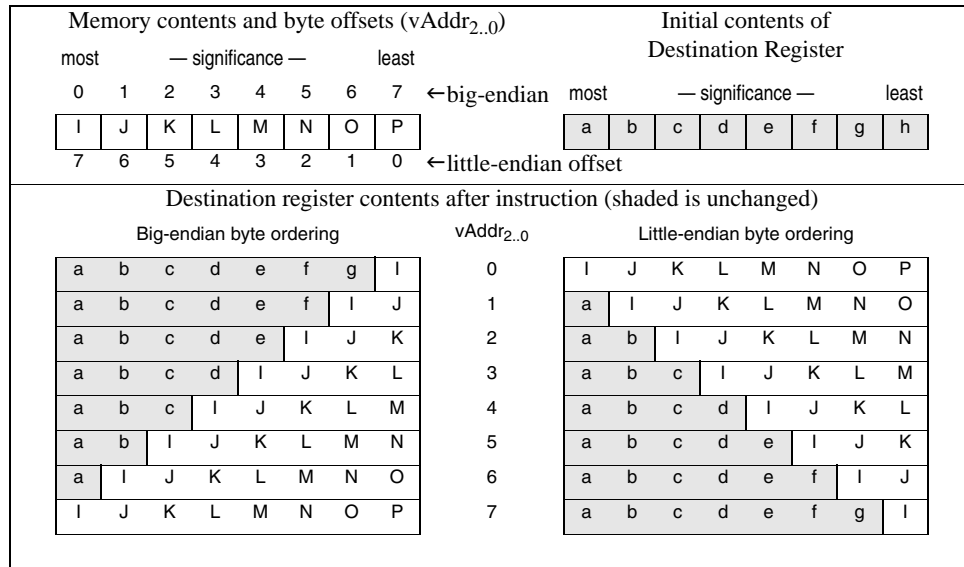 Memory contents and byte offsets (vAddr2..0)
Initial contents of
Destination Register
most — significance — least
0 1 2 3 4 5 6 7 ←big-endian
most — significance — least
I J K L M N O P
a b c d e f g h
7 6 5 4 3 2 1 0 ←little-endian offset
Destination register contents after instruction (shaded is unchanged)
Big-endian byte ordering vAddr2..0 Little-endian byte ordering
a b c d e f g I 0 I J K L M N O P
a b c d e f I J 1 a I J K L M N O
a b c d e I J K 2 a b I J K L M N
a b c d I J K L 3 a b c I J K L M
a b c I J K L M 4 a b c d I J K L
a b I J K L M N 5 a b c d e I J K
a I J K L M N O 6 a b c d e f I J
I J K L M N O P 7 a b c d e f g I